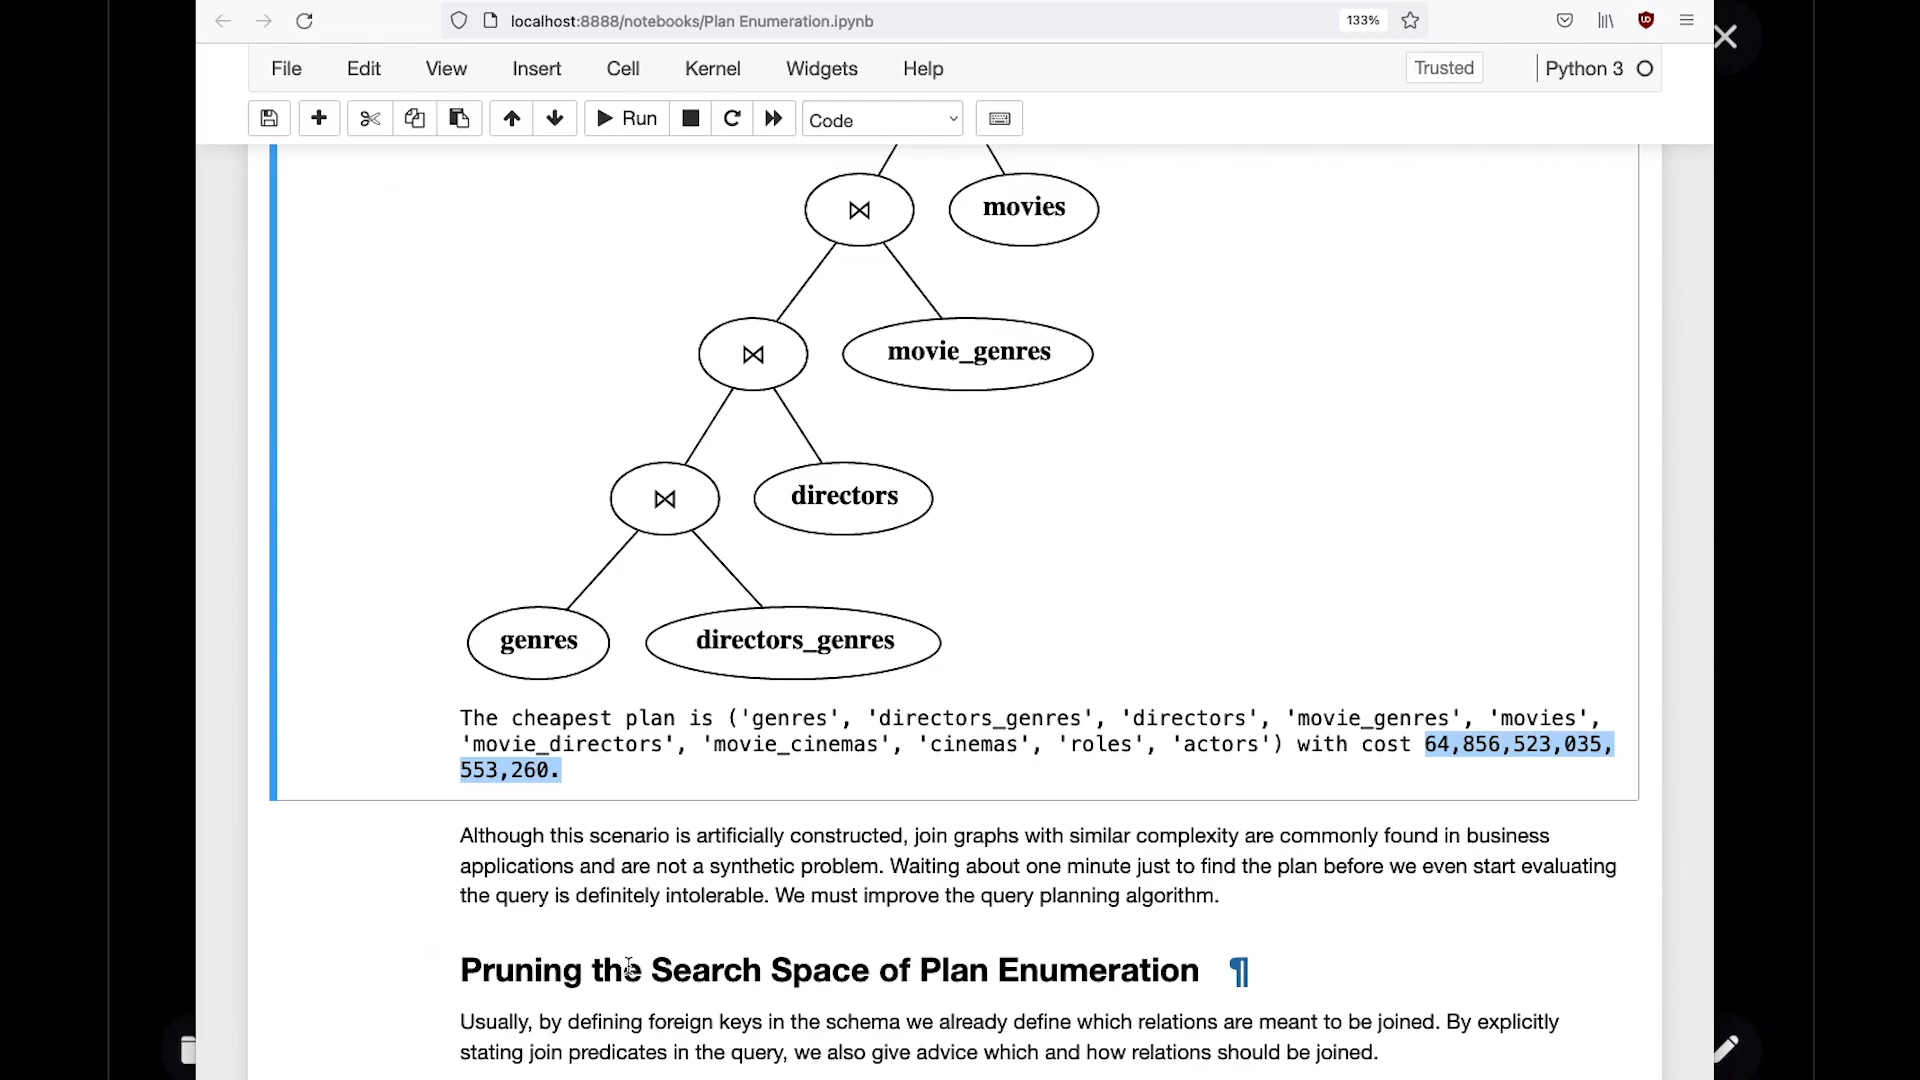 localhost:8888/notebooks/Plan Enumeration.ipynb 133%
File Edit View Insert Cell Kernel Widgets Help Trusted Python 3
Run Code
⋈ movies
⋈ movie_genres
⋈ directors
⋈
genres directors_genres
The cheapest plan is ('genres', 'directors_genres', 'directors', 'movie_genres', 'movies',
'movie_directors', 'movie_cinemas', 'cinemas', 'roles', 'actors') with cost 64,856,523,035,
553,260.
Although this scenario is artificially constructed, join graphs with similar complexity are commonly found in business
applications and are not a synthetic problem. Waiting about one minute just to find the plan before we even start evaluating
the query is definitely intolerable. We must improve the query planning algorithm.
Pruning the Search Space of Plan Enumeration ¶
Usually, by defining foreign keys in the schema we already define which relations are meant to be joined. By explicitly
stating join predicates in the query, we also give advice which and how relations should be joined.